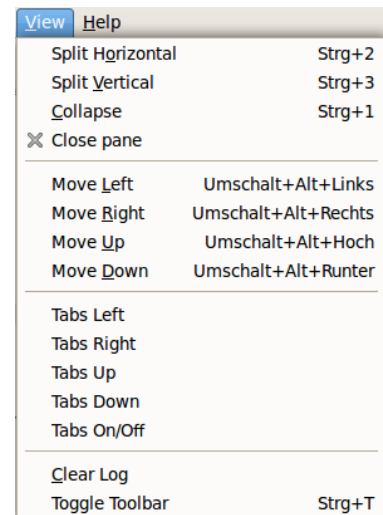 View Help
Split Horizontal Strg+2
Split Vertical Strg+3
Collapse Strg+1
Close pane
Move Left Umschalt+Alt+Links
Move Right Umschalt+Alt+Rechts
Move Up Umschalt+Alt+Hoch
Move Down Umschalt+Alt+Runter
Tabs Left
Tabs Right
Tabs Up
Tabs Down
Tabs On/Off
Clear Log
Toggle Toolbar Strg+T